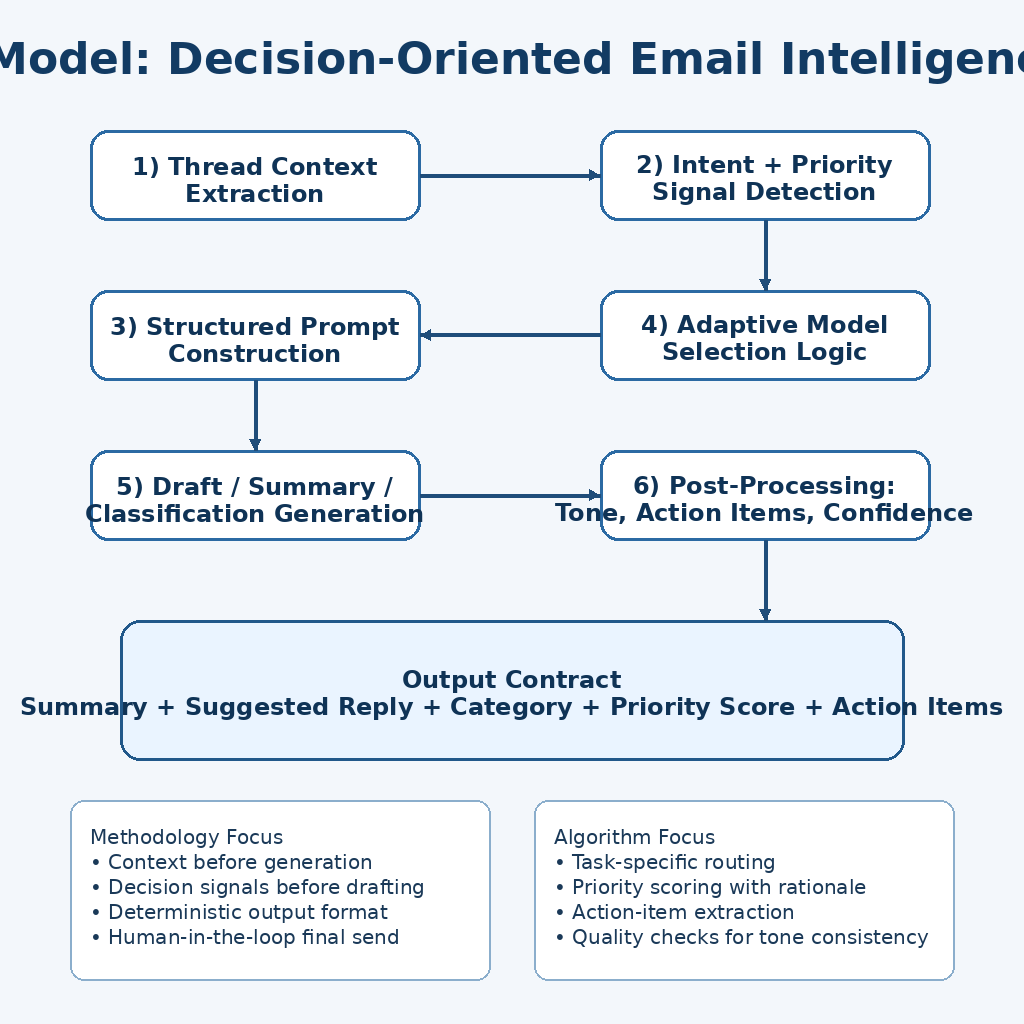 Model: Decision-Oriented Email Intelligenc
1) Thread Context
Extraction
2) Intent + Priority
Signal Detection
3) Structured Prompt
Construction
4) Adaptive Model
Selection Logic
5) Draft / Summary /
Classification Generation
6) Post-Processing:
Tone, Action Items, Confidence
Output Contract
Summary + Suggested Reply + Category + Priority Score + Action Items
Methodology Focus
• Context before generation
• Decision signals before drafting
• Deterministic output format
• Human-in-the-loop final send
Algorithm Focus
• Task-specific routing
• Priority scoring with rationale
• Action-item extraction
• Quality checks for tone consistency